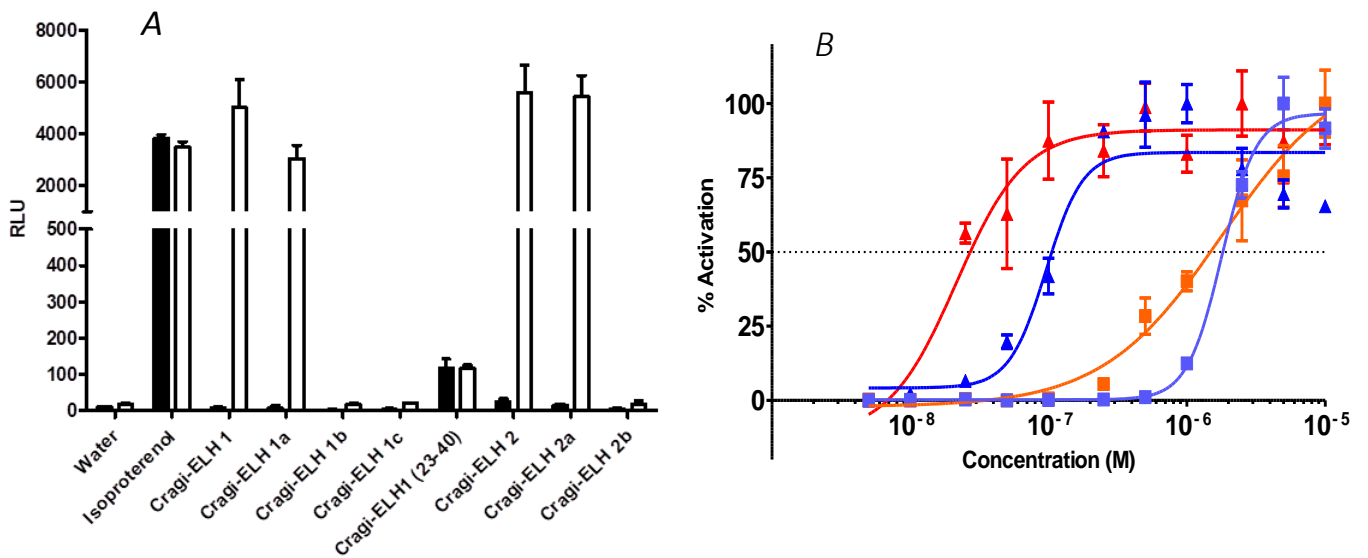 A
RLU
8000
6000
4000
2000
500
400
300
200
100
0
Water
Isoproterenol
Cragi-ELH 1
Cragi-ELH 1a
Cragi-ELH 1b
Cragi-ELH 1c
Cragi-ELH1 (23-40)
Cragi-ELH 2
Cragi-ELH 2a
Cragi-ELH 2b
B
% Activation
100
75
50
25
0
10⁻⁸
10⁻⁷
10⁻⁶
10⁻⁵
Concentration (M)